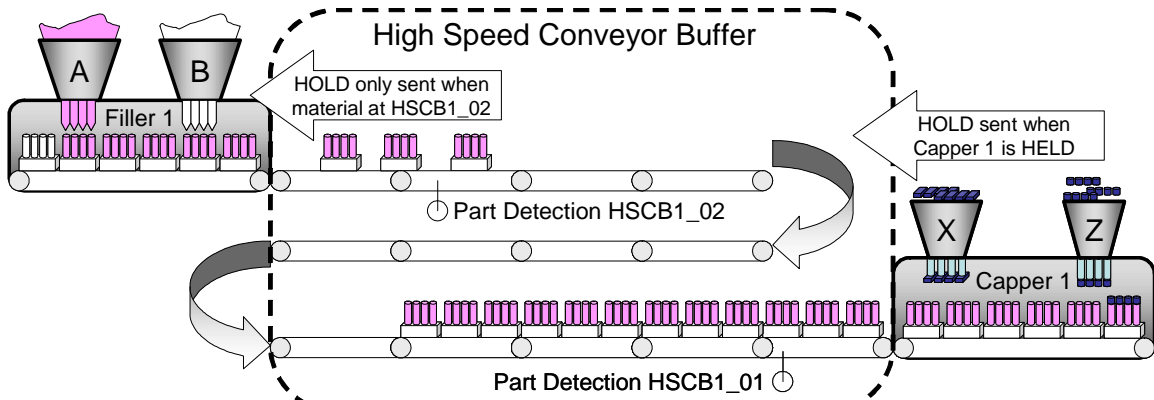 High Speed Conveyor Buffer
A
B
HOLD only sent when
material at HSCB1_02
Filler 1
HOLD sent when
Capper 1 is HELD
Part Detection HSCB1_02
X
Z
Capper 1
Part Detection HSCB1_01